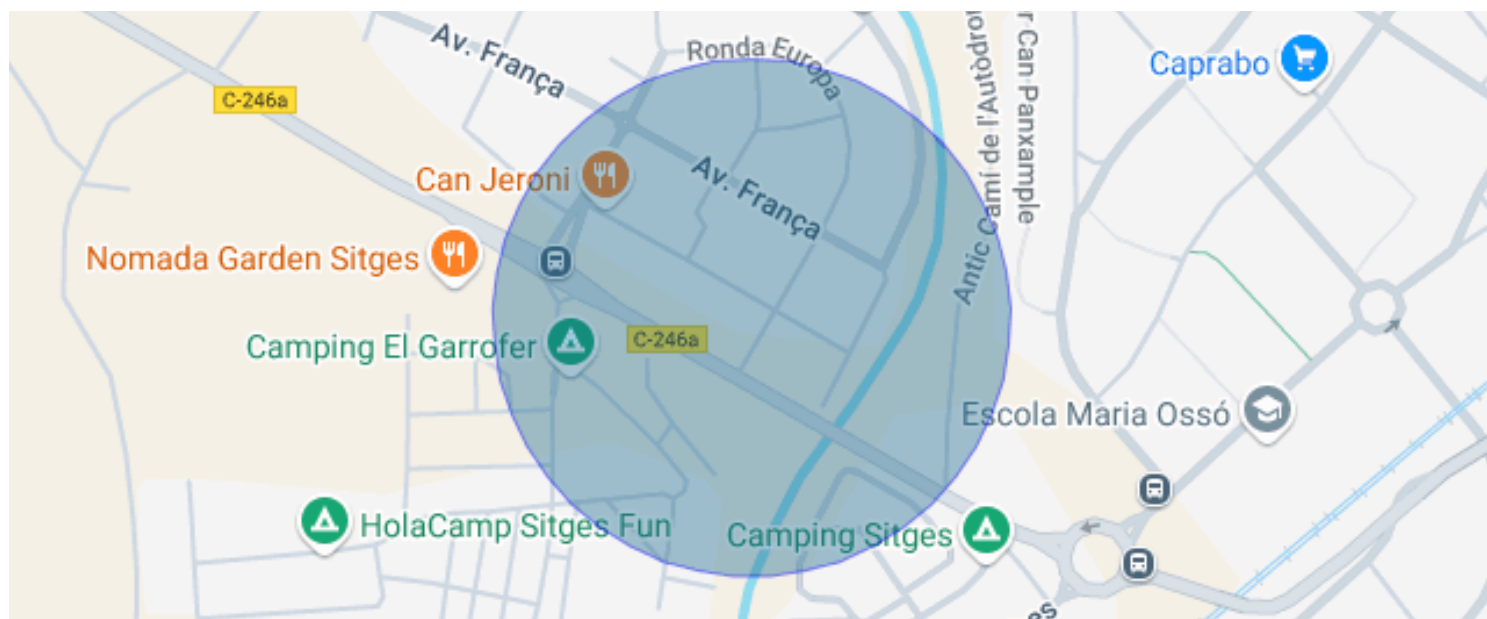 Av. França
Ronda Europa
Caprabo
C-246a
Antic Camí de l'Autòdrom
r Can Panxample
Can Jeroni
Av. França
Nomada Garden Sitges
Camping El Garrofer
C-246a
Escola Maria Ossó
HolaCamp Sitges Fun
Camping Sitges
es